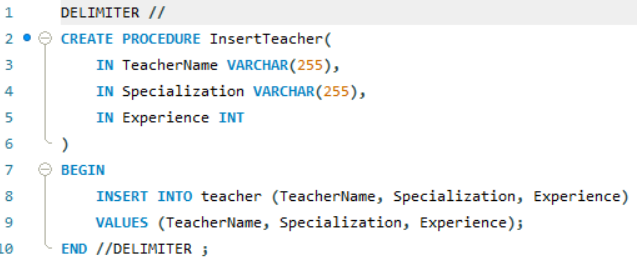 1 DELIMITER //
2 CREATE PROCEDURE InsertTeacher(
3 IN TeacherName VARCHAR(255),
4 IN Specialization VARCHAR(255),
5 IN Experience INT
6 )
7 BEGIN
8 INSERT INTO teacher (TeacherName, Specialization, Experience)
9 VALUES (TeacherName, Specialization, Experience);
10 END //DELIMITER ;